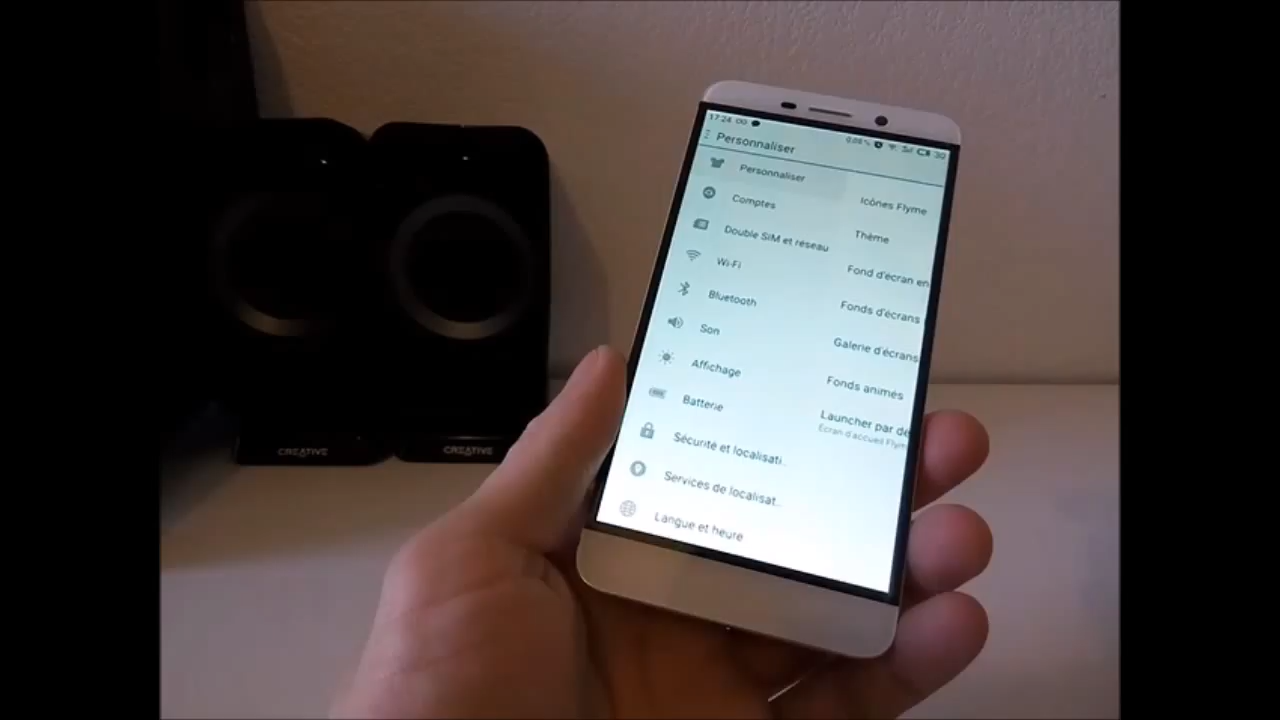 17:24
Personnaliser
Personnaliser
Comptes
Double SIM et réseau
Wi-Fi
Bluetooth
Son
Affichage
Batterie
Sécurité et localisati..
Services de localisat..
Langue et heure
Icônes Flyme
Thème
Fond d'écran en
Fonds d'écrans
Galerie d'écrans
Fonds animés
Launcher par dé
Écran d'accueil Flym
CREATIVE
CREATIVE